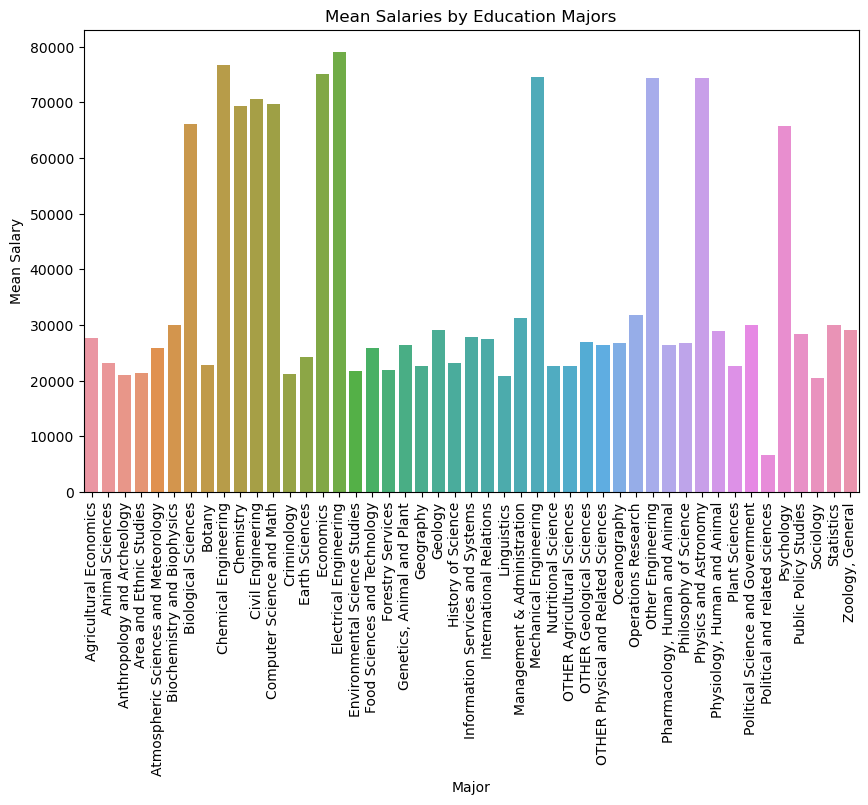 Mean Salaries by Education Majors
Mean Salary
80000
70000
60000
50000
40000
30000
20000
10000
0
Agricultural Economics
Animal Sciences
Anthropology and Archeology
Area and Ethnic Studies
Atmospheric Sciences and Meteorology
Biochemistry and Biophysics
Biological Sciences
Botany
Chemical Engineering
Chemistry
Civil Engineering
Computer Science and Math
Criminology
Earth Sciences
Economics
Electrical Engineering
Environmental Science Studies
Food Sciences and Technology
Forestry Services
Genetics, Animal and Plant
Geography
Geology
History of Science
Information Services and Systems
International Relations
Linguistics
Management & Administration
Mechanical Engineering
Nutritional Science
OTHER Agricultural Sciences
OTHER Geological Sciences
OTHER Physical and Related Sciences
Oceanography
Operations Research
Other Engineering
Pharmacology, Human and Animal
Philosophy of Science
Physics and Astronomy
Physiology, Human and Animal
Plant Sciences
Political Science and Government
Political and related sciences
Psychology
Public Policy Studies
Sociology
Statistics
Zoology, General
Major